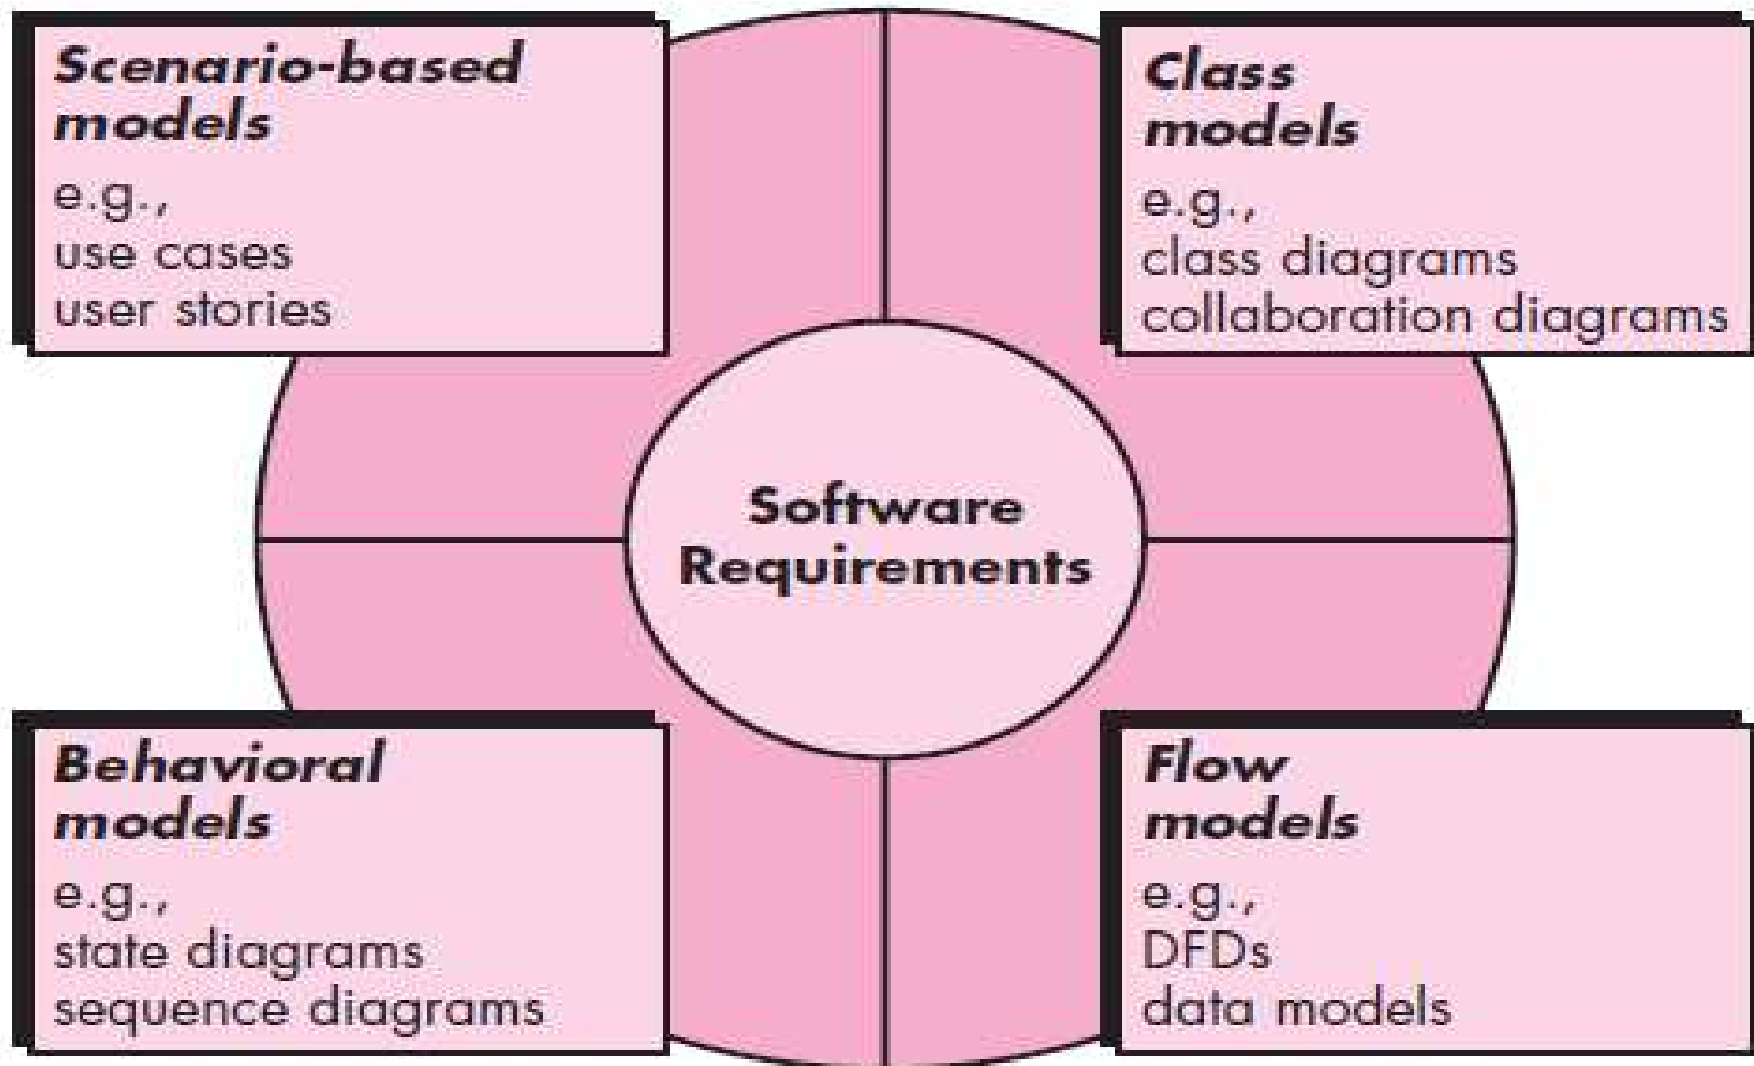 Scenario-based
models
e.g.,
use cases
user stories
Class
models
e.g.,
class diagrams
collaboration diagrams
Software
Requirements
Behavioral
models
e.g.,
state diagrams
sequence diagrams
Flow
models
e.g.,
DFDs
data models